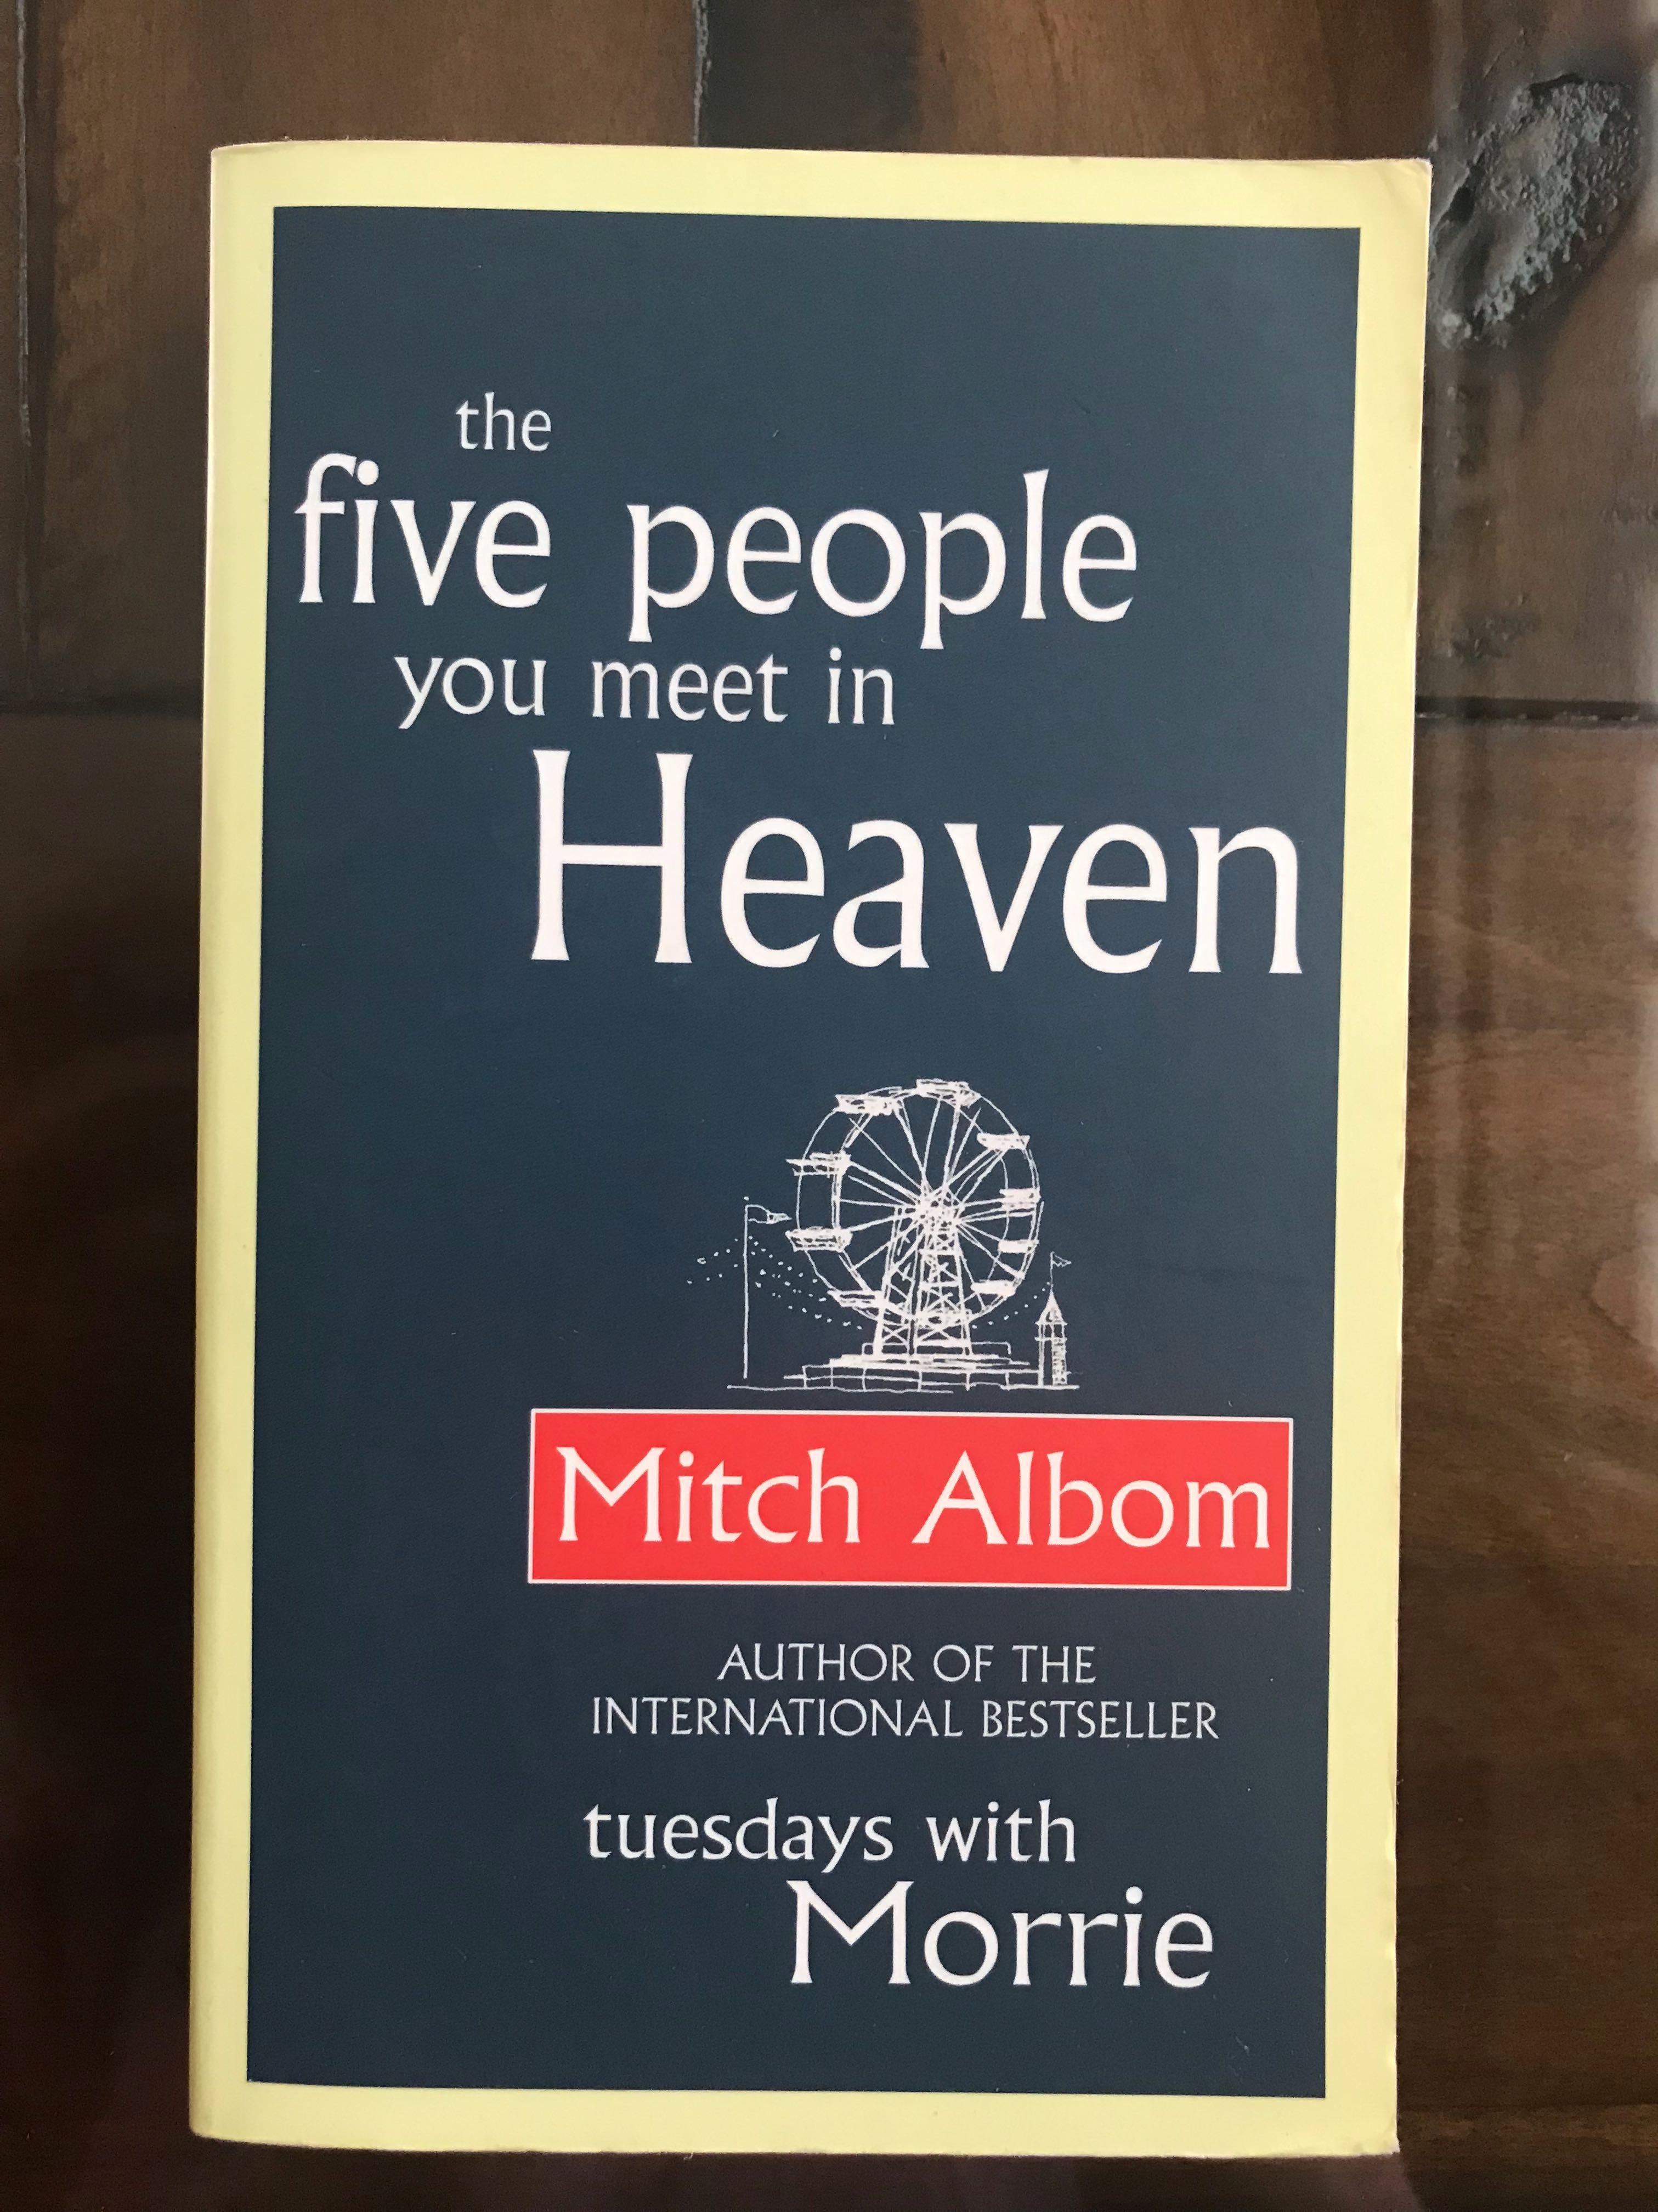 the
five people
you meet in
Heaven
Mitch Albom
AUTHOR OF THE
INTERNATIONAL BESTSELLER
tuesdays with
Morrie